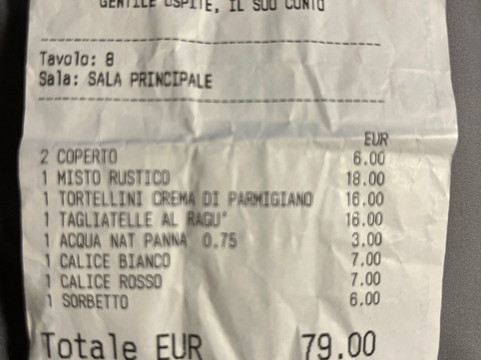 GENTILE OSPITE, IL SUO CONTO
Tavolo: 8
Sala: SALA PRINCIPALE
EUR
2 COPERTO 6.00
1 MISTO RUSTICO 18.00
1 TORTELLINI CREMA DI PARMIGIANO 16.00
1 TAGLIATELLE AL RAGU' 16.00
1 ACQUA NAT PANNA 0.75 3.00
1 CALICE BIANCO 7.00
1 CALICE ROSSO 7.00
1 SORBETTO 6.00
Totale EUR 79.00